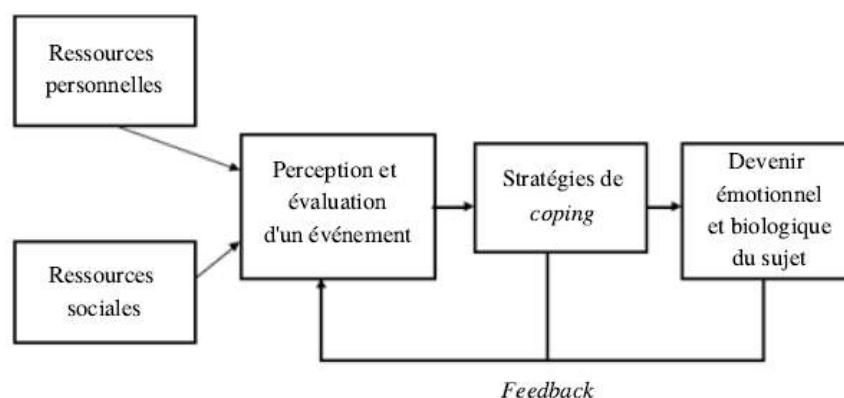 Ressources
personnelles
Perception et
évaluation
d'un événement
Stratégies de
coping
Devenir
émotionnel
et biologique
du sujet
Ressources
sociales
Feedback